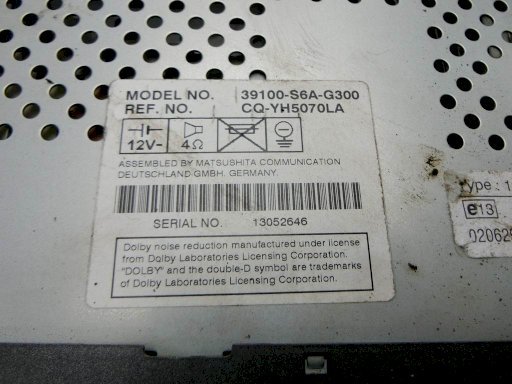 MODEL NO. 39100-S6A-G300
REF. NO. CQ-YH5070LA
12V 4Ω
ASSEMBLED BY MATSUSHITA COMMUNICATION
DEUTSCHLAND GMBH. GERMANY.
SERIAL NO. 13052646
Dolby noise reduction manufactured under license
from Dolby Laboratories Licensing Corporation.
"DOLBY" and the double-D symbol are trademarks
of Dolby Laboratories Licensing Corporation.
Type: 1
e13
02062